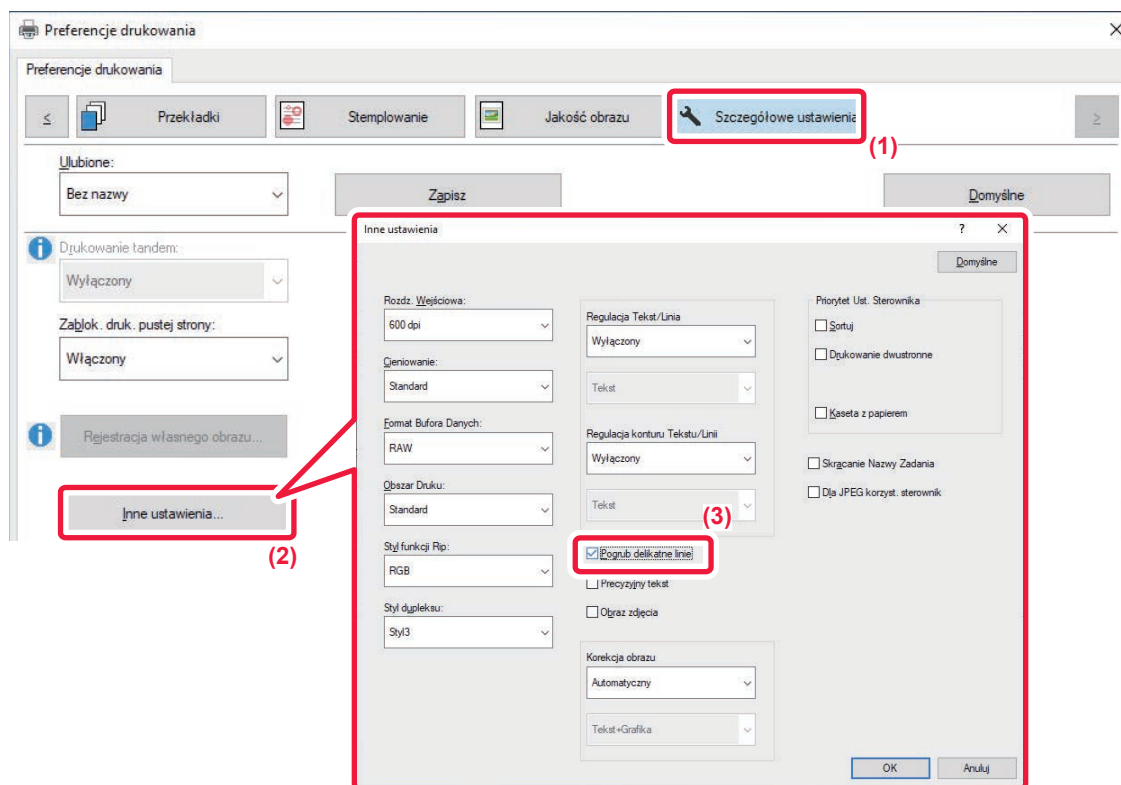 Preferencje drukowania
Preferencje drukowania
<
Przekładki
Stemplowanie
Jakość obrazu
Szczegółowe ustawienia
>
(1)
Ulubione:
Bez nazwy
Zapisz
Domyślne
Drukowanie tandem:
Wyłączony
Zablok. druk. pustej strony:
Włączony
Rejestracja własnego obrazu...
Inne ustawienia...
(2)
Inne ustawienia
?
Domyślne
Rozdz. Wejściowa:
600 dpi
Cieniowanie:
Standard
Format Bufora Danych:
RAW
Obszar Druku:
Standard
Styl funkcji Rip:
RGB
Styl dupleksu:
Styl3
Regulacja Tekst/Linia
Wyłączony
Tekst
Regulacja konturu Tekstu/Linii
Wyłączony
Tekst
(3)
Pogrub delikatne linie
Precyzyjny tekst
Obraz zdjęcia
Korekcja obrazu
Automatyczny
Tekst+Grafika
Priorytet Ust. Sterownika
Sortuj
Drukowanie dwustronne
Kaseta z papierem
Skracanie Nazwy Zadania
Dla JPEG korzyst. sterownik
OK
Anuluj